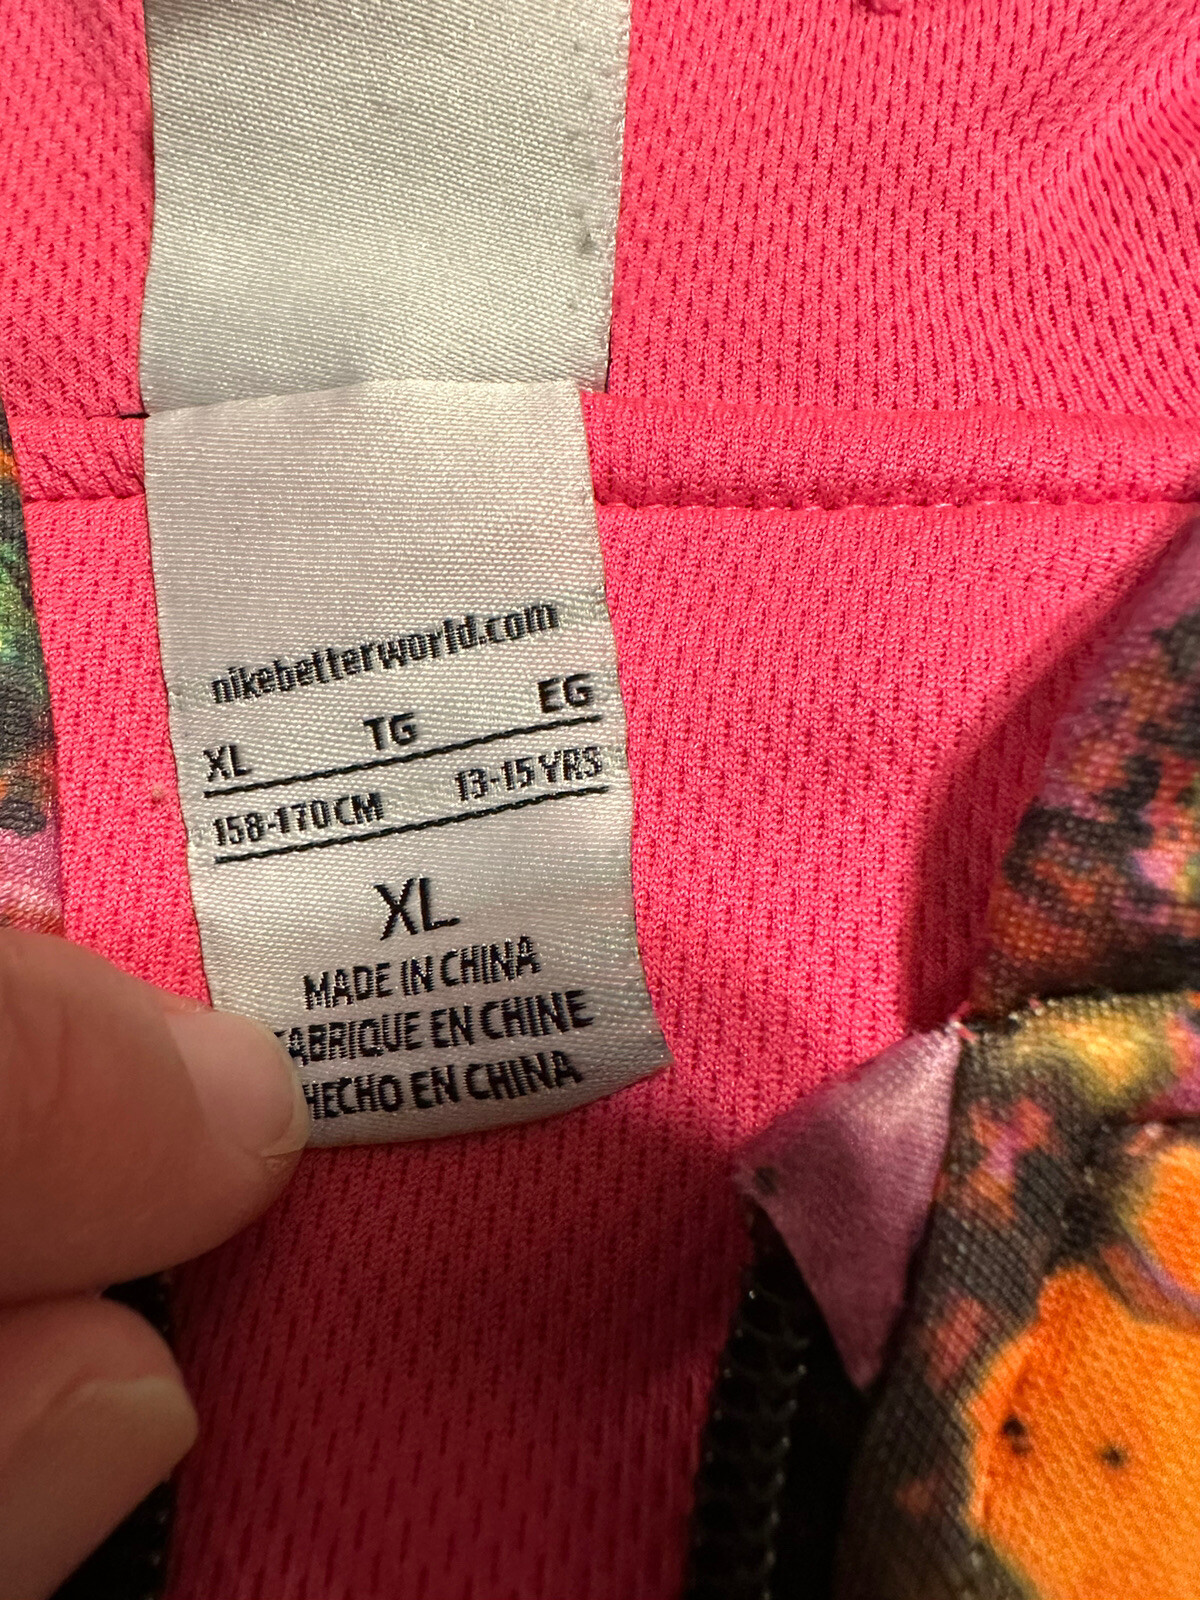 nikebetterworld.com
XL TG EG
158-170CM 13-15 YRS
XL
MADE IN CHINA
FABRIQUE EN CHINE
HECHO EN CHINA